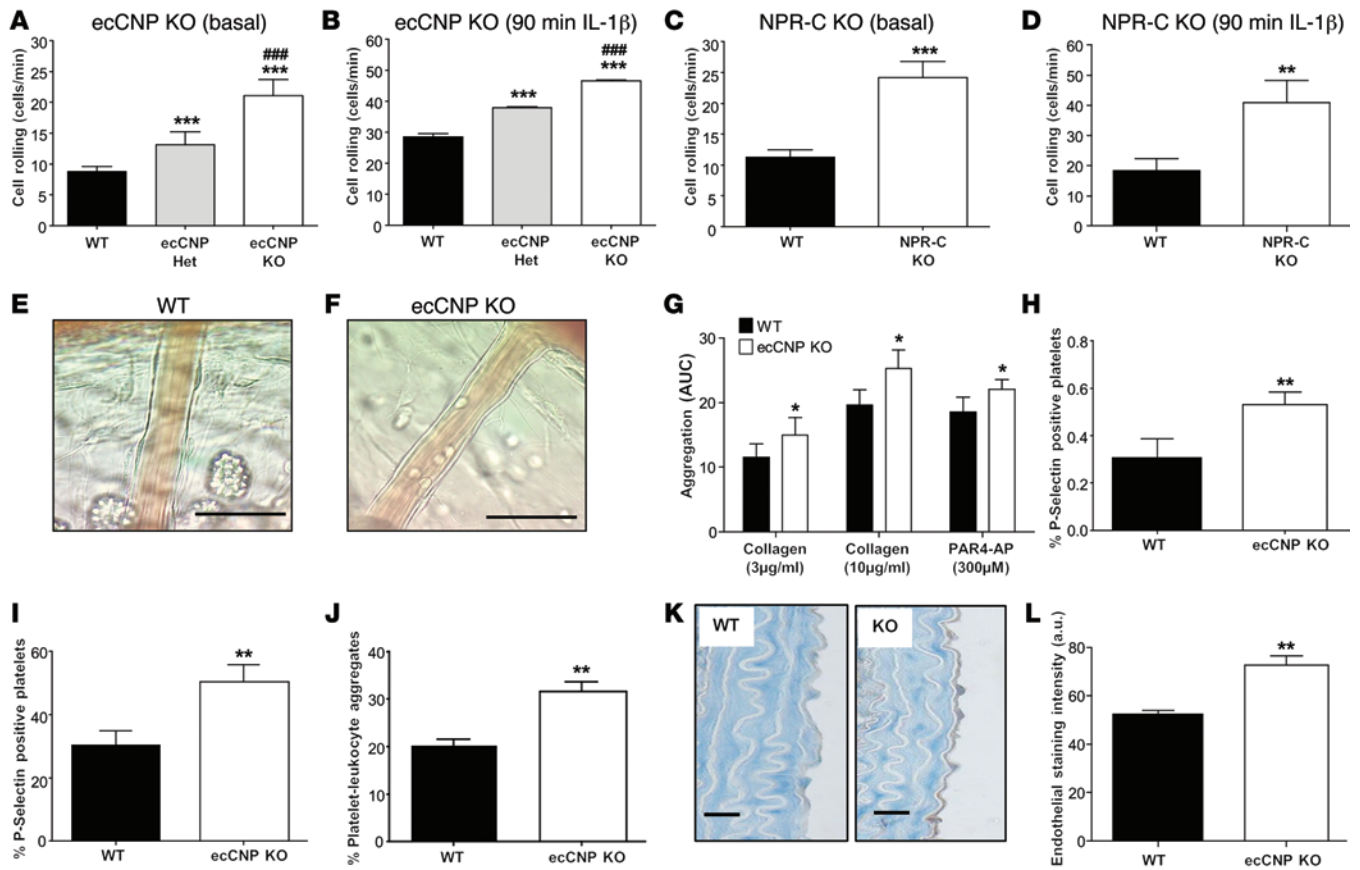 A
ecCNP KO (basal)
Cell rolling (cells/min)
30
25
20
15
10
5
0
***
###
***
WT
ecCNP
Het
ecCNP
KO
B
ecCNP KO (90 min IL-1β)
Cell rolling (cells/min)
60
50
40
30
20
10
0
***
###
***
WT
ecCNP
Het
ecCNP
KO
C
NPR-C KO (basal)
Cell rolling (cells/min)
25
20
15
10
5
0
***
WT
NPR-C
KO
D
NPR-C KO (90 min IL-1β)
Cell rolling (cells/min)
60
50
40
30
20
10
0
**
WT
NPR-C
KO
E
WT
F
ecCNP KO
G
WT
ecCNP KO
Aggregation (AUC)
30
20
10
0
*
*
*
Collagen
(3µg/ml)
Collagen
(10µg/ml)
PAR4-AP
(300µM)
H
% P-Selectin positive platelets
0.8
0.6
0.4
0.2
0.0
**
WT
ecCNP KO
I
% P-Selectin positive platelets
60
40
20
0
**
WT
ecCNP KO
J
% Platelet-leukocyte aggregates
40
30
20
10
0
**
WT
ecCNP KO
K
WT
KO
L
Endothelial staining intensity (a.u.)
80
60
40
20
0
**
WT
ecCNP KO